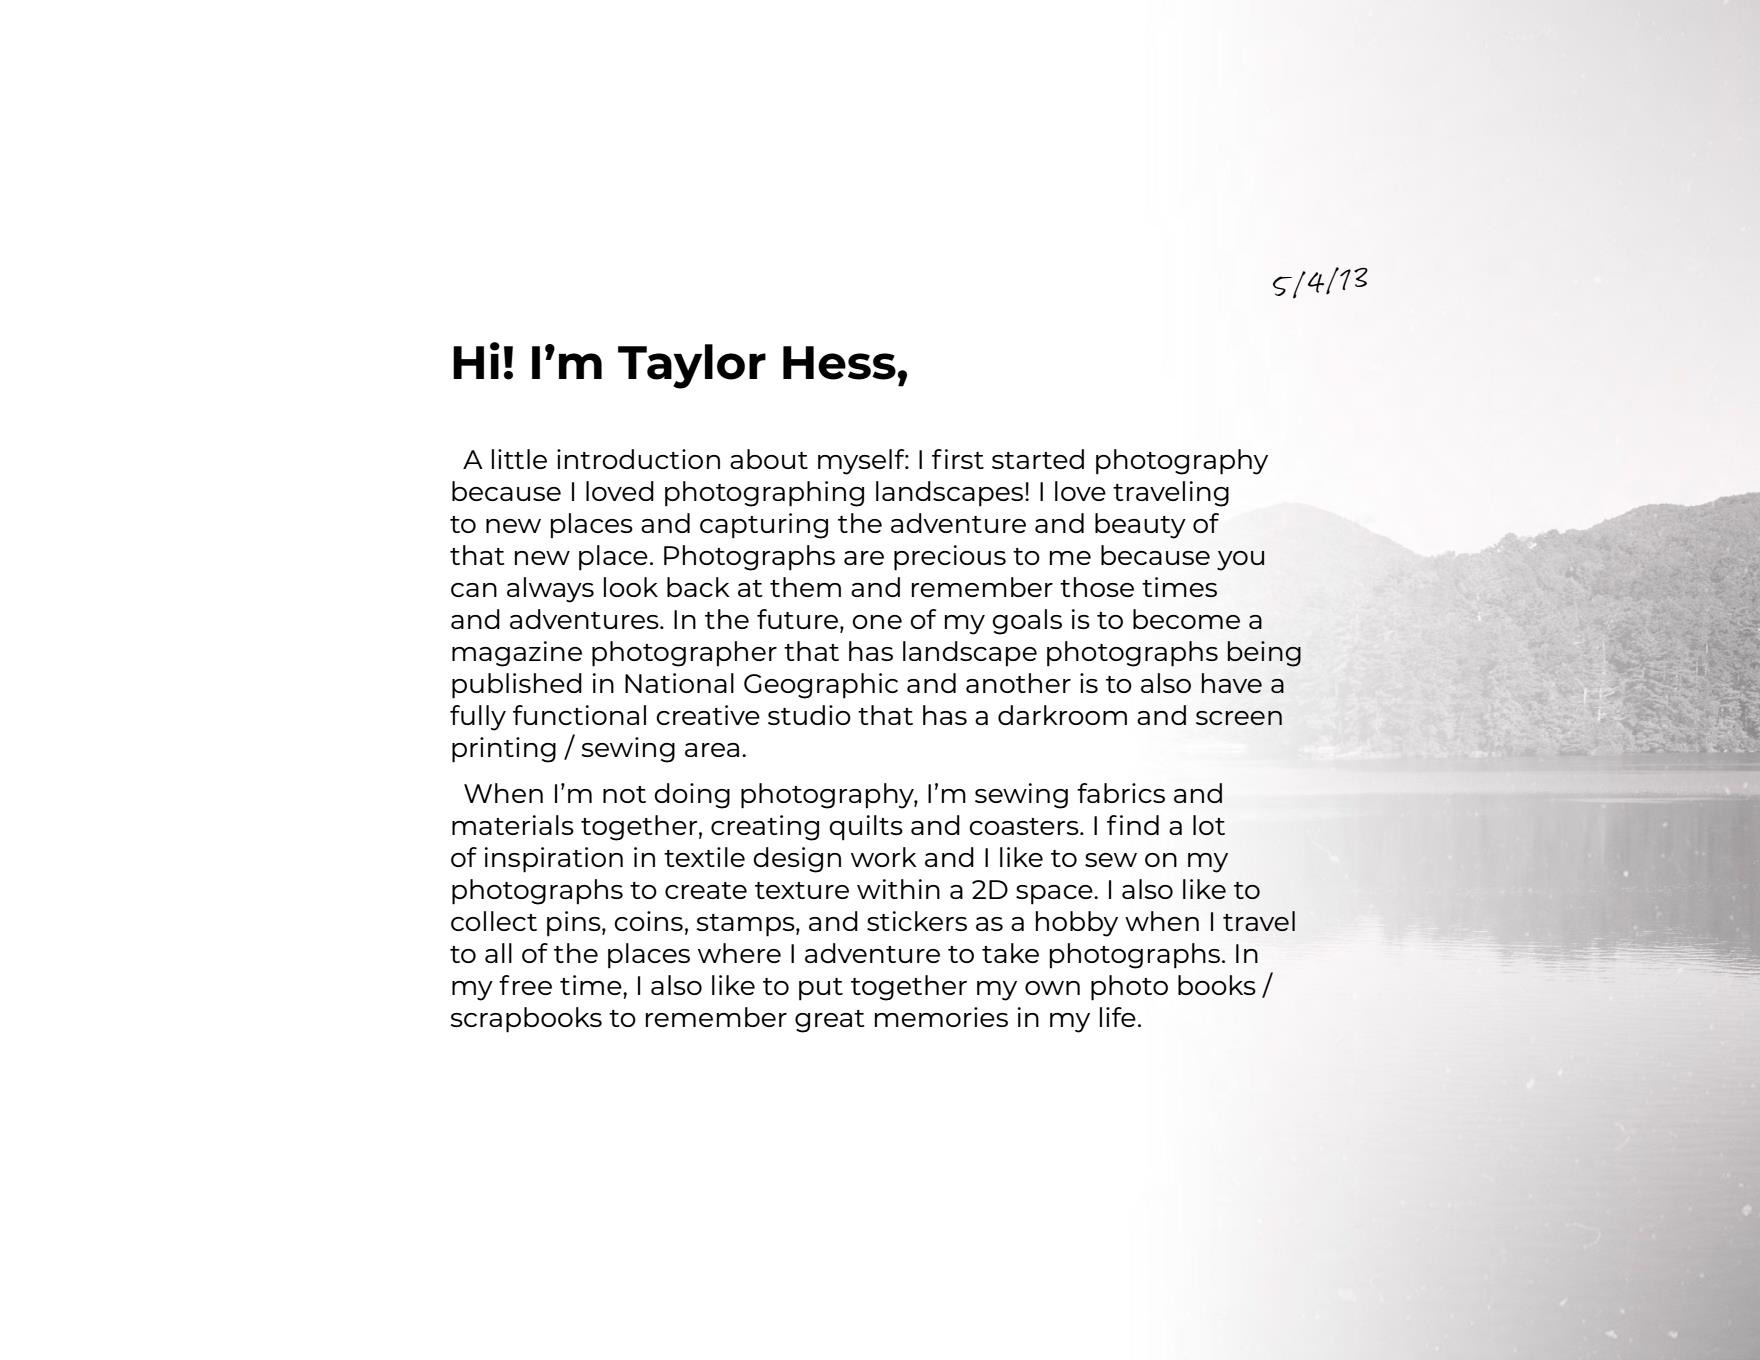 5/4/13
Hi! I’m Taylor Hess,
A little introduction about myself: I first started photography
because I loved photographing landscapes! I love traveling
to new places and capturing the adventure and beauty of
that new place. Photographs are precious to me because you
can always look back at them and remember those times
and adventures. In the future, one of my goals is to become a
magazine photographer that has landscape photographs being
published in National Geographic and another is to also have a
fully functional creative studio that has a darkroom and screen
printing / sewing area.
When I’m not doing photography, I’m sewing fabrics and
materials together, creating quilts and coasters. I find a lot
of inspiration in textile design work and I like to sew on my
photographs to create texture within a 2D space. I also like to
collect pins, coins, stamps, and stickers as a hobby when I travel
to all of the places where I adventure to take photographs. In
my free time, I also like to put together my own photo books /
scrapbooks to remember great memories in my life.